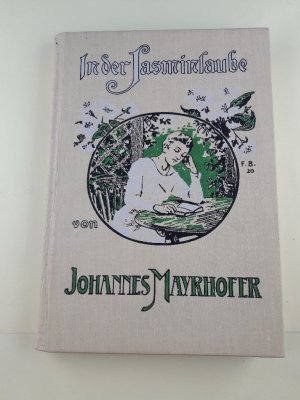 In der Jasminlaube
F. B.
20
von
JOHANNES MAYRHOFER